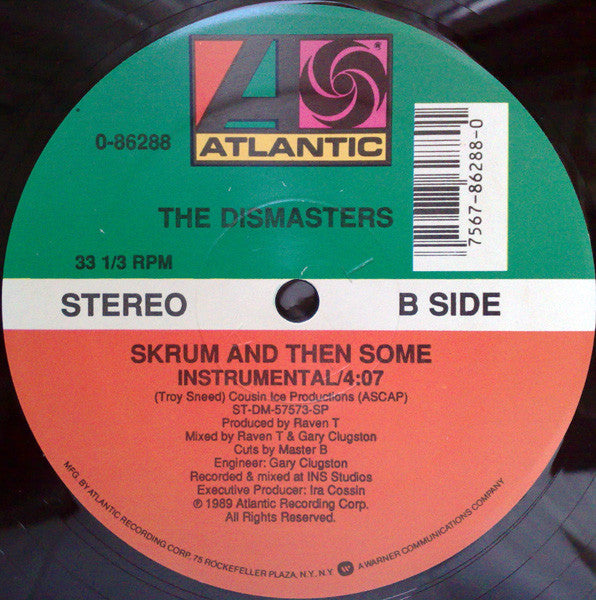 ATLANTIC
®
0-86288
7567-86288-0
THE DISMASTERS
33 1/3 RPM
STEREO
B SIDE
SKRUM AND THEN SOME
INSTRUMENTAL/4:07
(Troy Sneed) Cousin Ice Productions (ASCAP)
ST-DM-57573-SP
Produced by Raven T
Mixed by Raven T & Gary Clugston
Cuts by Master B
Engineer: Gary Clugston
Recorded & mixed at INS Studios
Executive Producer: Ira Cossin
℗ 1989 Atlantic Recording Corp.
All Rights Reserved.
MFG. BY ATLANTIC RECORDING CORP. 75 ROCKEFELLER PLAZA, N.Y. N.Y. A WARNER COMMUNICATIONS COMPANY